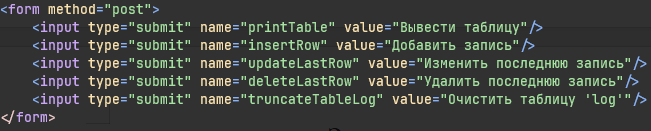 <form method="post">
<input type="submit" name="printTable" value="Вывести таблицу"/>
<input type="submit" name="insertRow" value="Добавить запись"/>
<input type="submit" name="updateLastRow" value="Изменить последнюю запись"/>
<input type="submit" name="deleteLastRow" value="Удалить последнюю запись"/>
<input type="submit" name="truncateTableLog" value="Очистить таблицу 'log'"/>
</form>